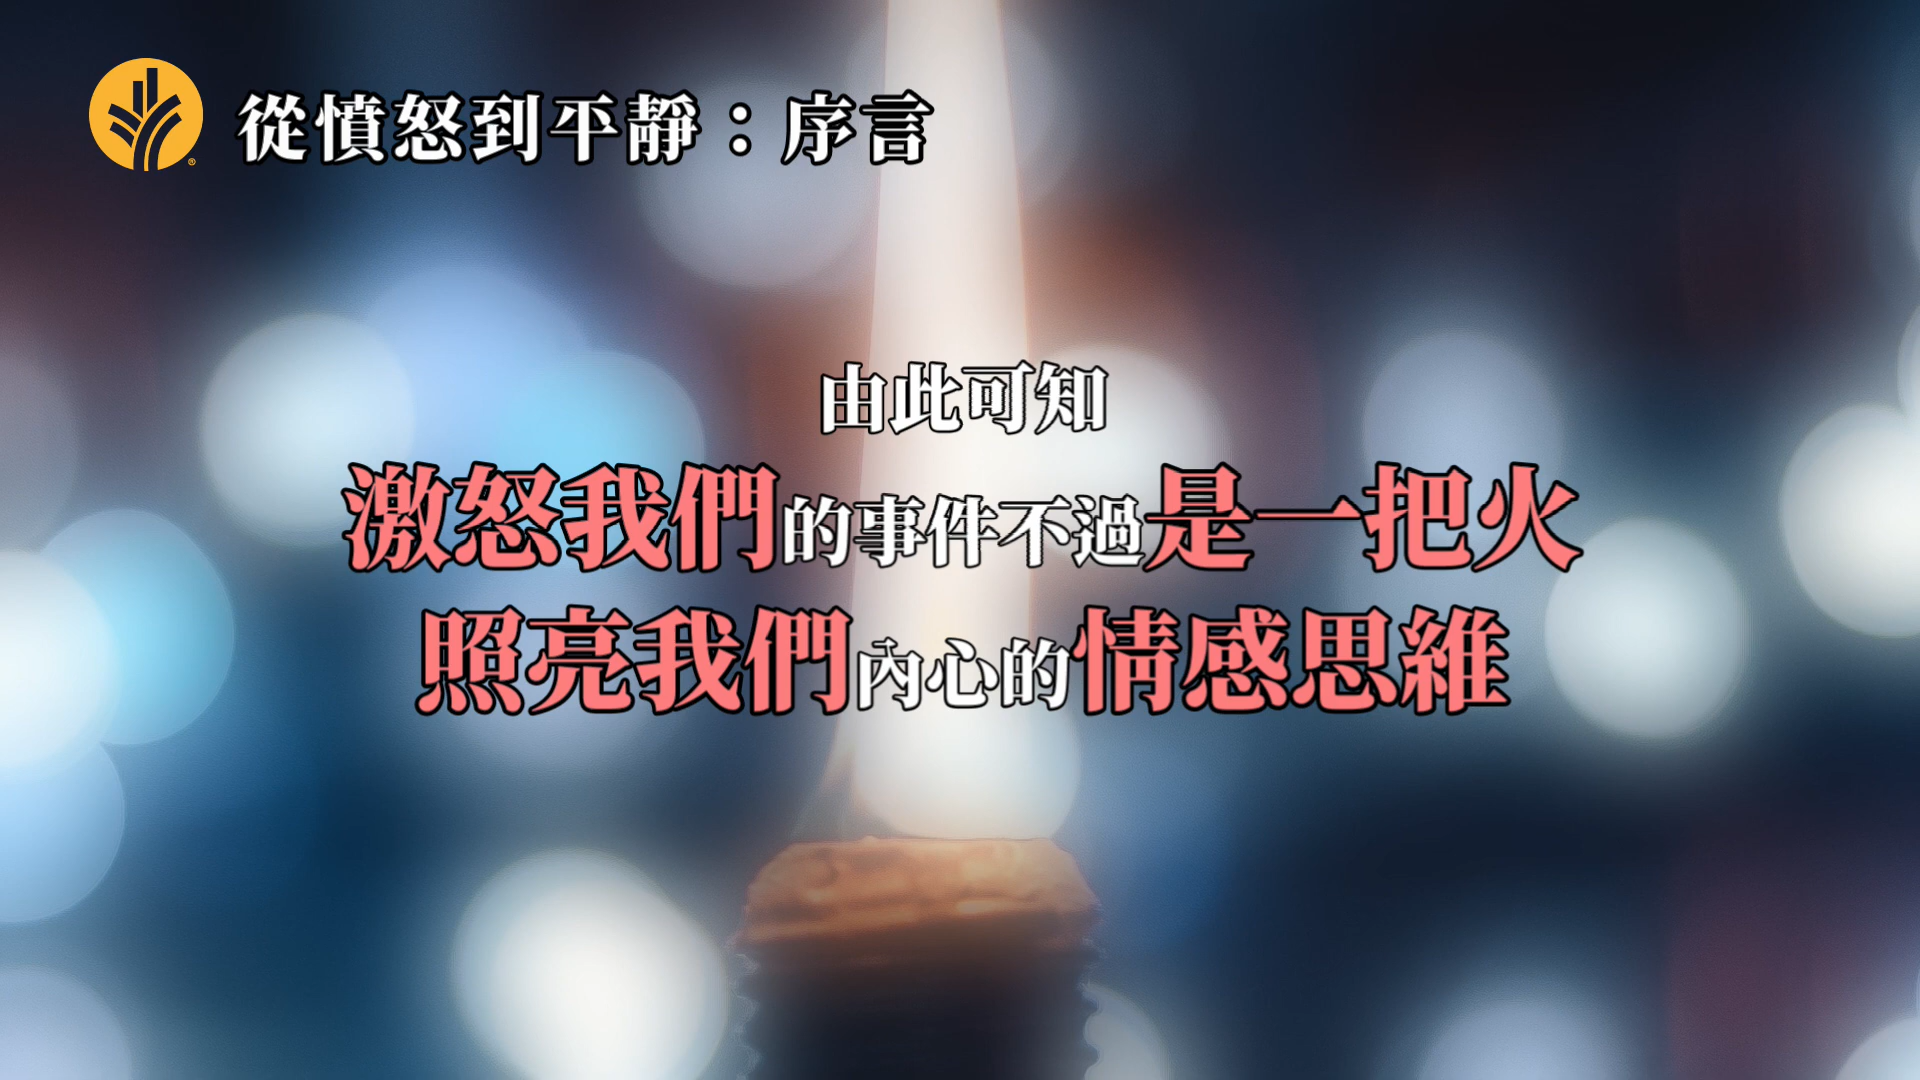 從憤怒到平靜：序言
由此可知
激怒我們的事件不過是一把火
照亮我們內心的情感思維